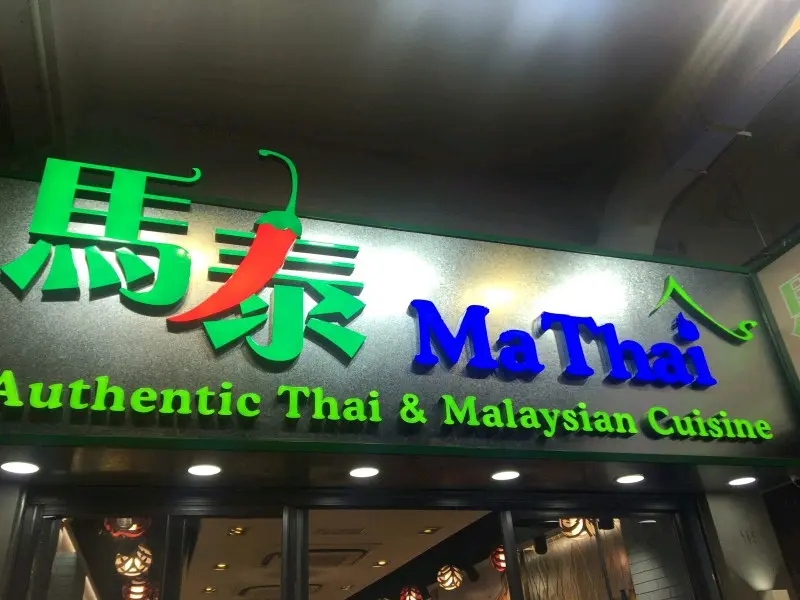 馬泰
MaThai
Authentic Thai & Malaysian Cuisine